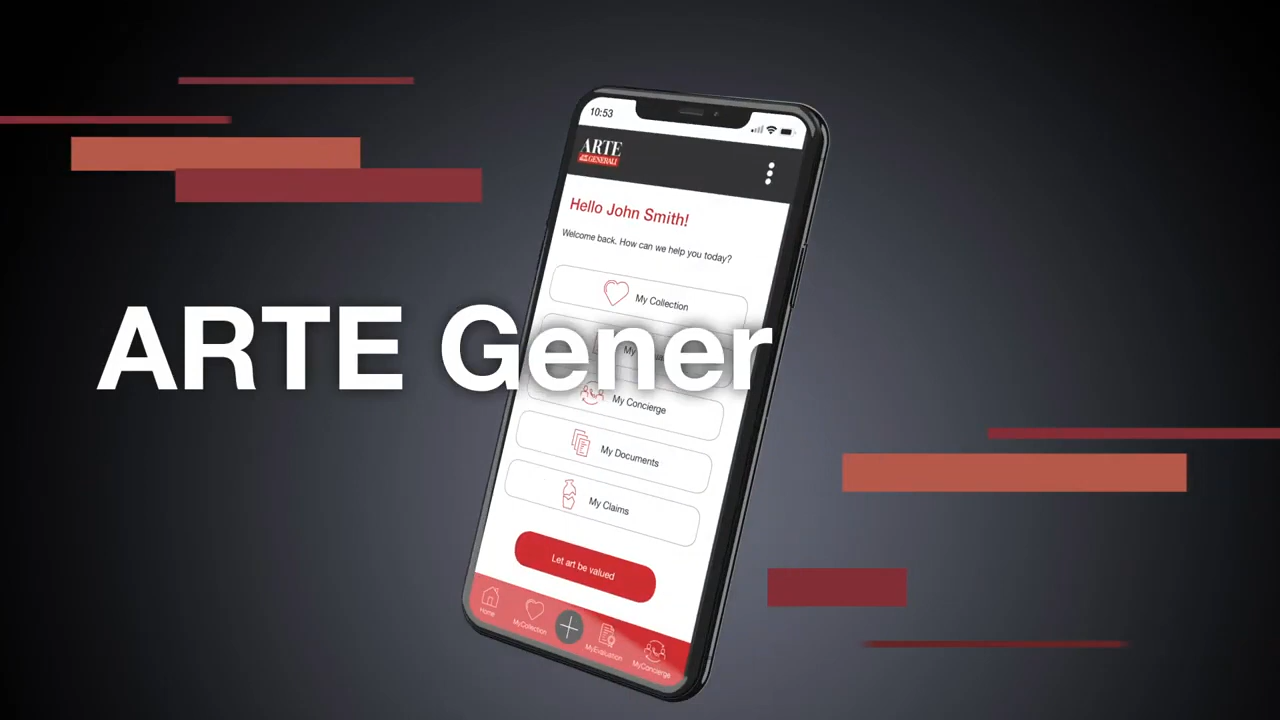 10:53
ARTE
GENERALI
Hello John Smith!
Welcome back. How can we help you today?
My Collection
ARTE Gener
My Concierge
My Documents
My Claims
Let art be valued
Home
MyCollection
MyEvaluation
MyConcierge